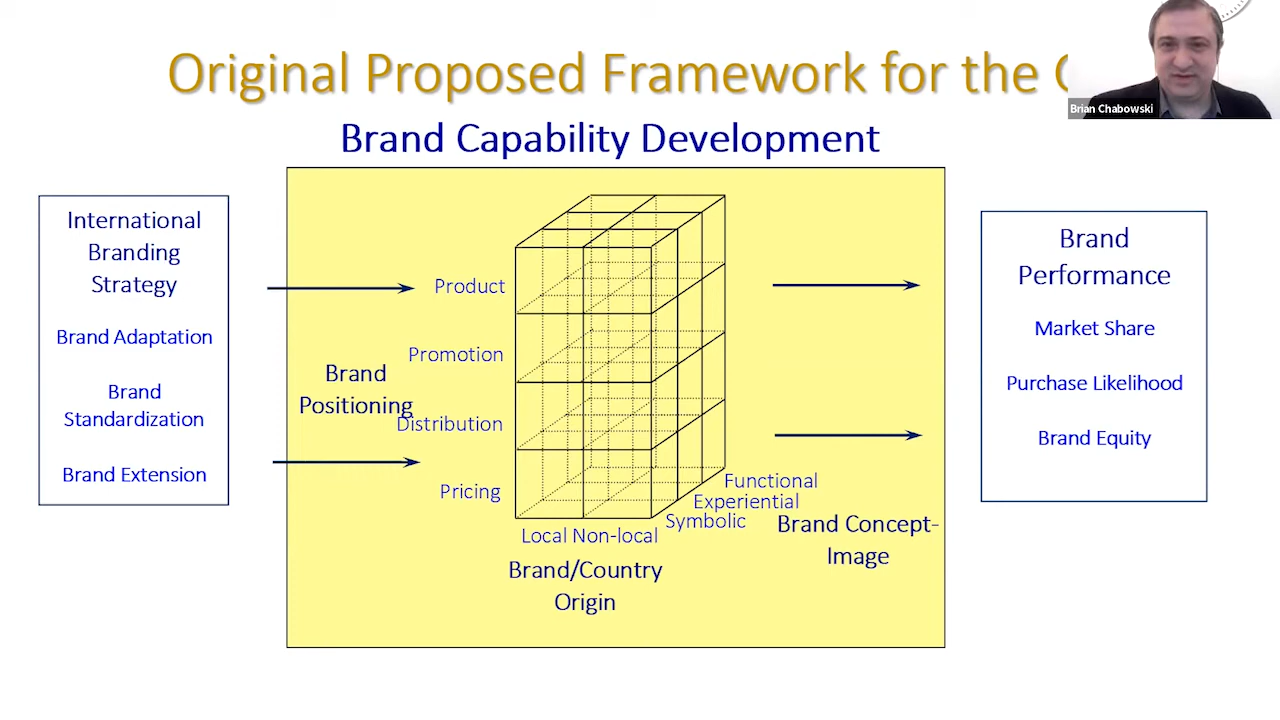 Original Proposed Framework for the
Brian Chabowski
Brand Capability Development
International
Branding
Strategy
Brand Adaptation
Brand
Standardization
Brand Extension
Brand
Positioning
Product
Promotion
Distribution
Pricing
Local Non-local
Brand/Country
Origin
Functional
Experiential
Symbolic
Brand Concept-
Image
Brand
Performance
Market Share
Purchase Likelihood
Brand Equity